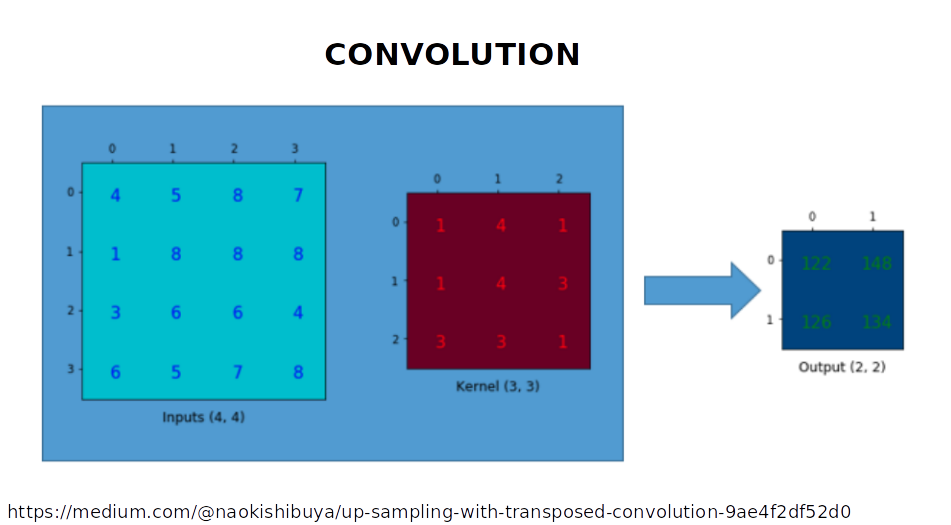 CONVOLUTION
0 1 2 3
0 4 5 8 7
1 1 8 8 8
2 3 6 6 4
3 6 5 7 8
Inputs (4, 4)
0 1 2
0 1 4 1
1 1 4 3
2 3 3 1
Kernel (3, 3)
0 1
0 122 148
1 126 134
Output (2, 2)
https://medium.com/@naokishibuya/up-sampling-with-transposed-convolution-9ae4f2df52d0